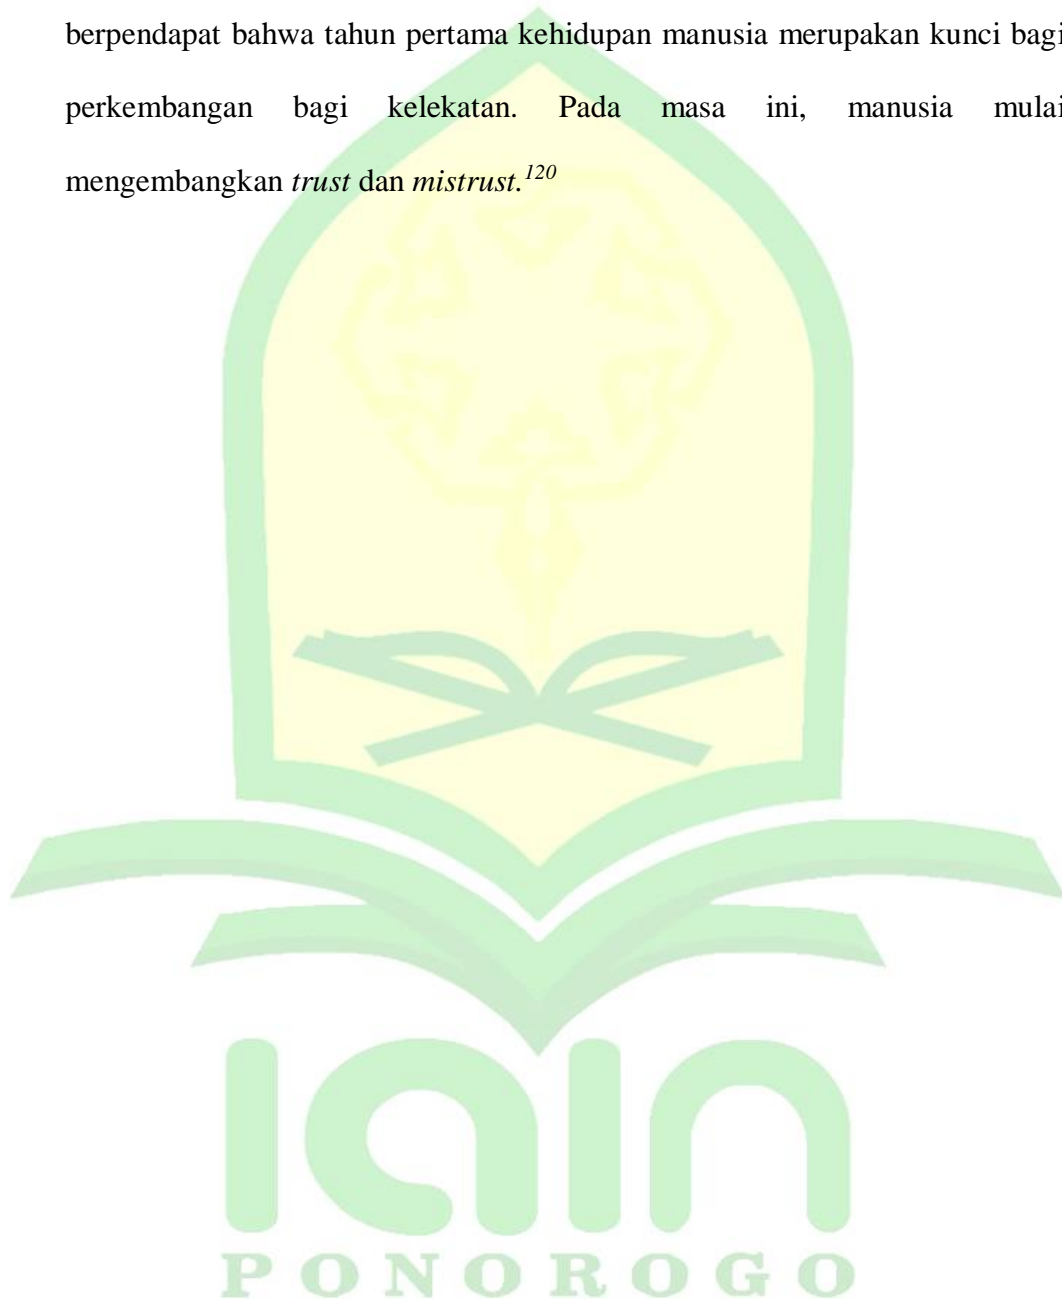 berpendapat bahwa tahun pertama kehidupan manusia merupakan kunci bagi
perkembangan bagi kelekatan. Pada masa ini, manusia mulai
mengembangkan trust dan mistrust.120
iain
PONOROGO